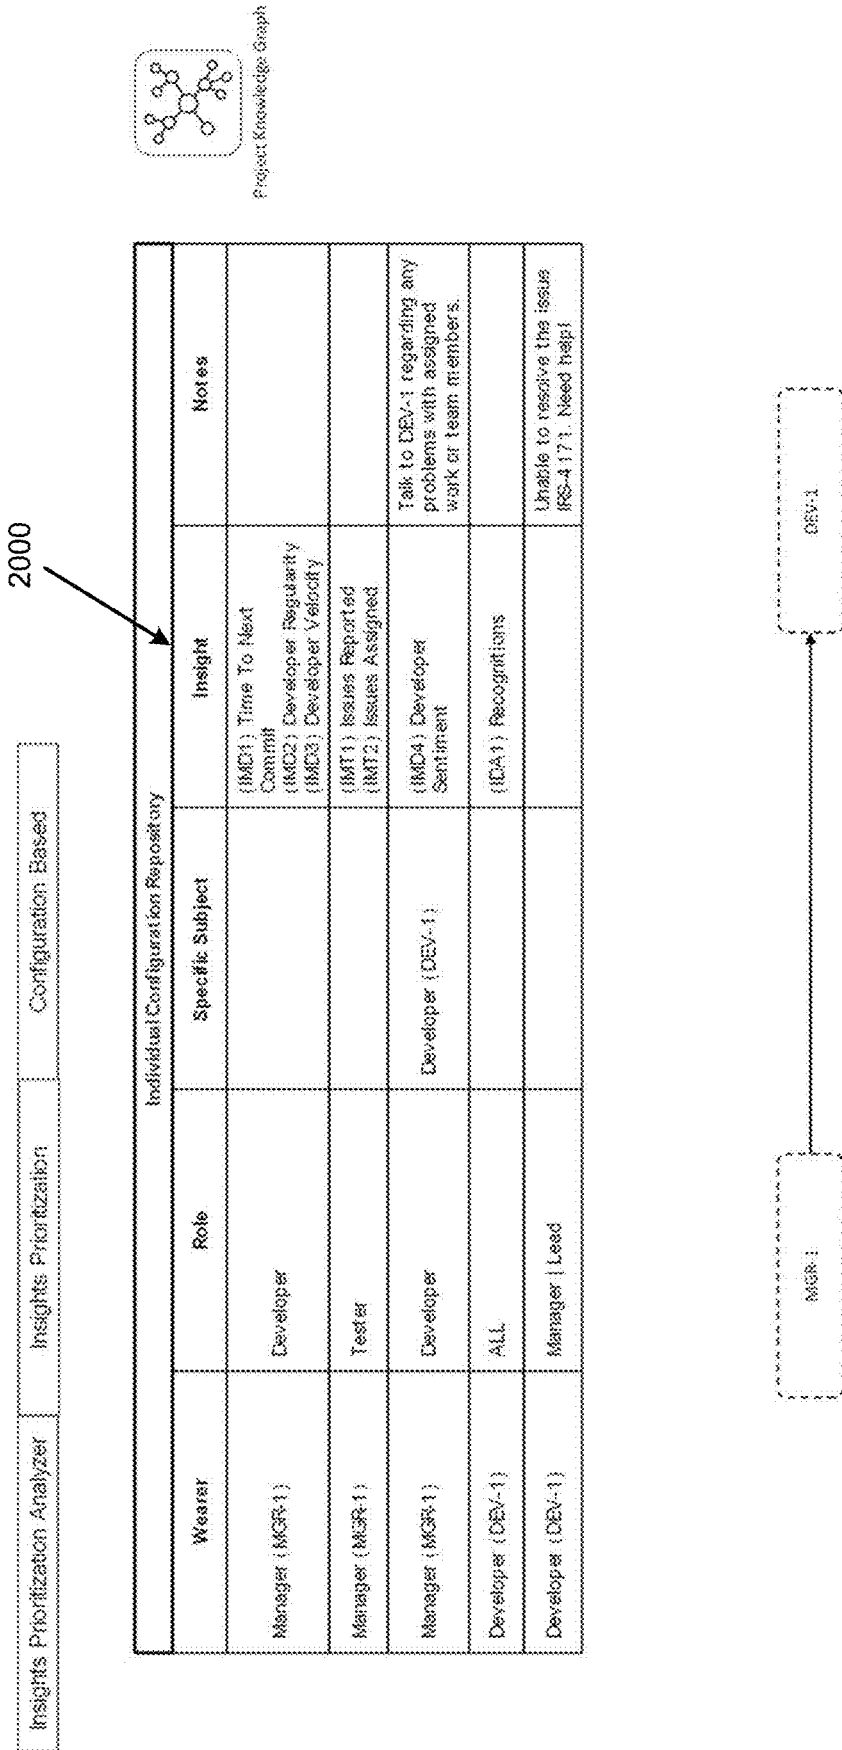 2000
Insights Prioritization Analyzer
Insights Prioritization
Configuration Based
Project Knowledge Graph
Individual Configuration Repository
Wearer
Role
Specific Subject
Insight
Notes
Manager (MGR-1)
Developer
(IMD1) Time To Next
Commit
(IMD2) Developer Regularity
(IMD3) Developer Velocity
Manager (MGR-1)
Tester
(IMT1) Issues Reported
(IMT2) Issues Assigned
Manager (MGR-1)
Developer
Developer (DEV-1)
(IMD4) Developer
Sentiment
Talk to DEV-1 regarding any
problems with assigned
work or team members.
Developer (DEV-1)
ALL
(IDA1) Recognitions
Developer (DEV-1)
Manager | Lead
Unable to resolve the issue
IRS-4171. Need help!
MGR-1
DEV-1